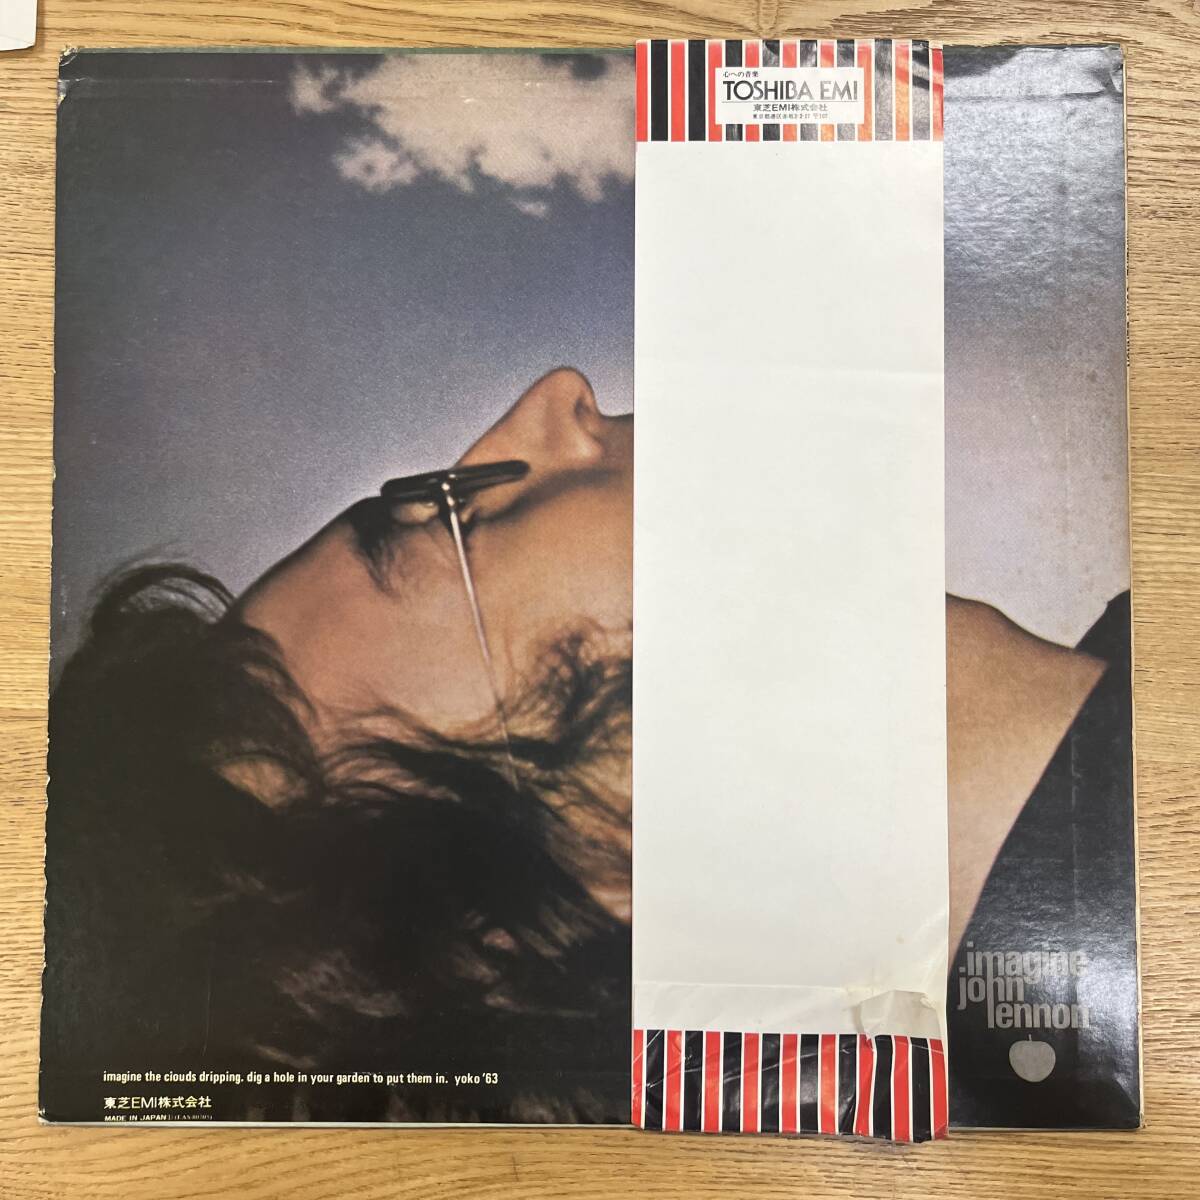 心への音楽
TOSHIBA EMI
東芝EMI株式会社
.imagine
john
lennon
imagine the clouds dripping. dig a hole in your garden to put them in. yoko '63
東芝EMI株式会社
MADE IN JAPAN